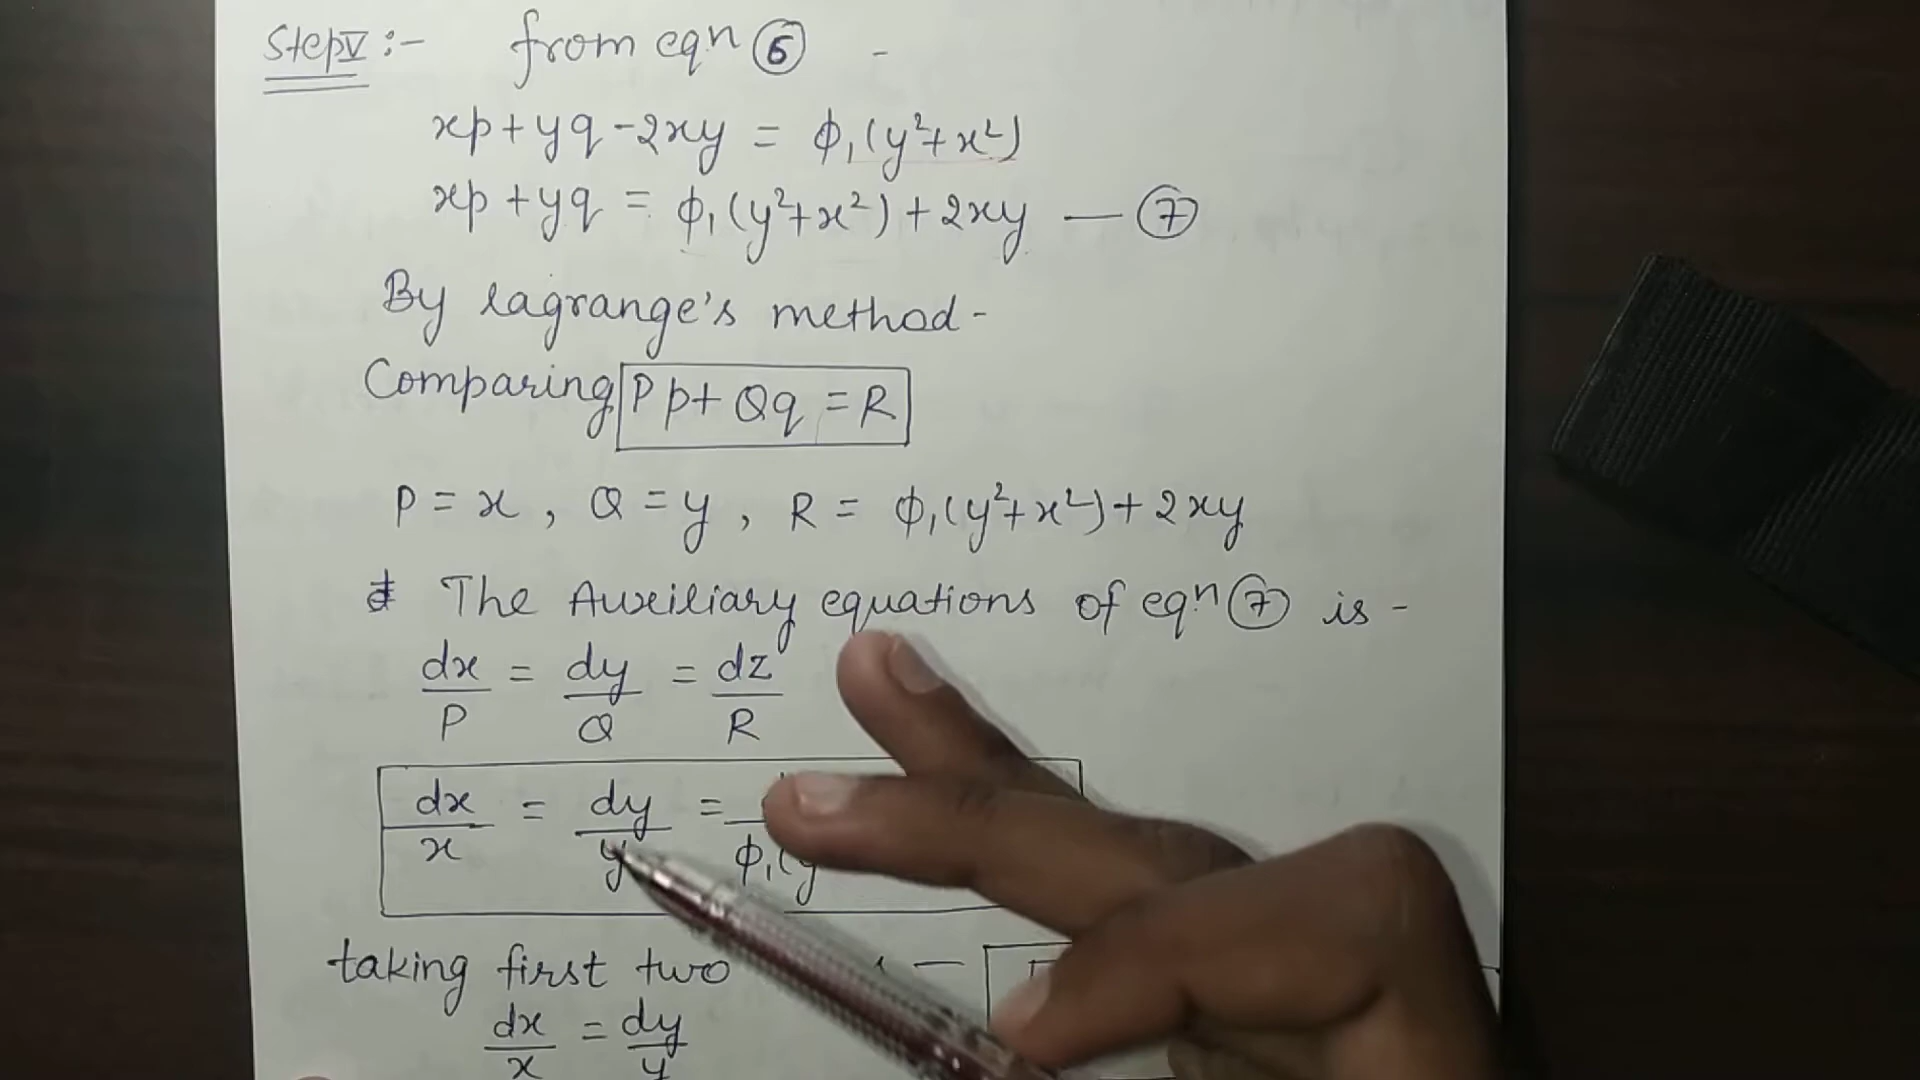 Step V :- from eqn ⑥ -
xp + yq - 2xy = ϕ₁(y² + x²)
xp + yq = ϕ₁(y² + x²) + 2xy — ⑦
By lagrange's method -
Comparing Pp + Qq = R
P = x , Q = y , R = ϕ₁(y² + x²) + 2xy
The Auxiliary equations of eqn ⑦ is -
dx/P = dy/Q = dz/R
dx/x = dy/y = ϕ₁(y
taking first two —
dx/x = dy/y